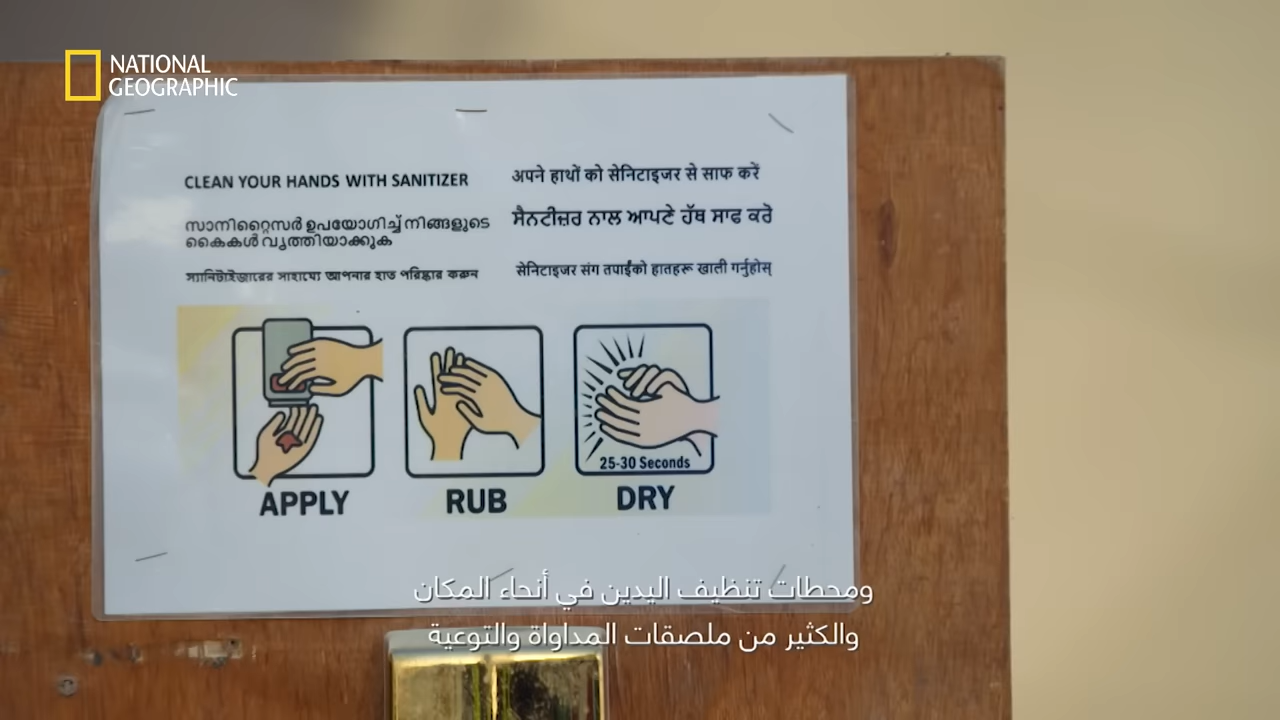 NATIONAL
GEOGRAPHIC
CLEAN YOUR HANDS WITH SANITIZER
സാനിറ്റൈസർ ഉപയോഗിച്ച് നിങ്ങളുടെ
കൈകൾ വൃത്തിയാക്കുക
স্যানিটাইজারের সাহায্যে আপনার হাত পরিষ্কার করুন
अपने हाथों को सेनिटाइजर से साफ करें
ਸੈਨਟੀਜ਼ਰ ਨਾਲ ਆਪਣੇ ਹੱਥ ਸਾਫ ਕਰੋ
सेनिटाइजर संग तपाईंको हातहरू खाली गर्नुहोस्
25-30 Seconds
APPLY
RUB
DRY
ومحطات تنظيف اليدين في أنحاء المكان
والكثير من ملصقات المداواة والتوعية